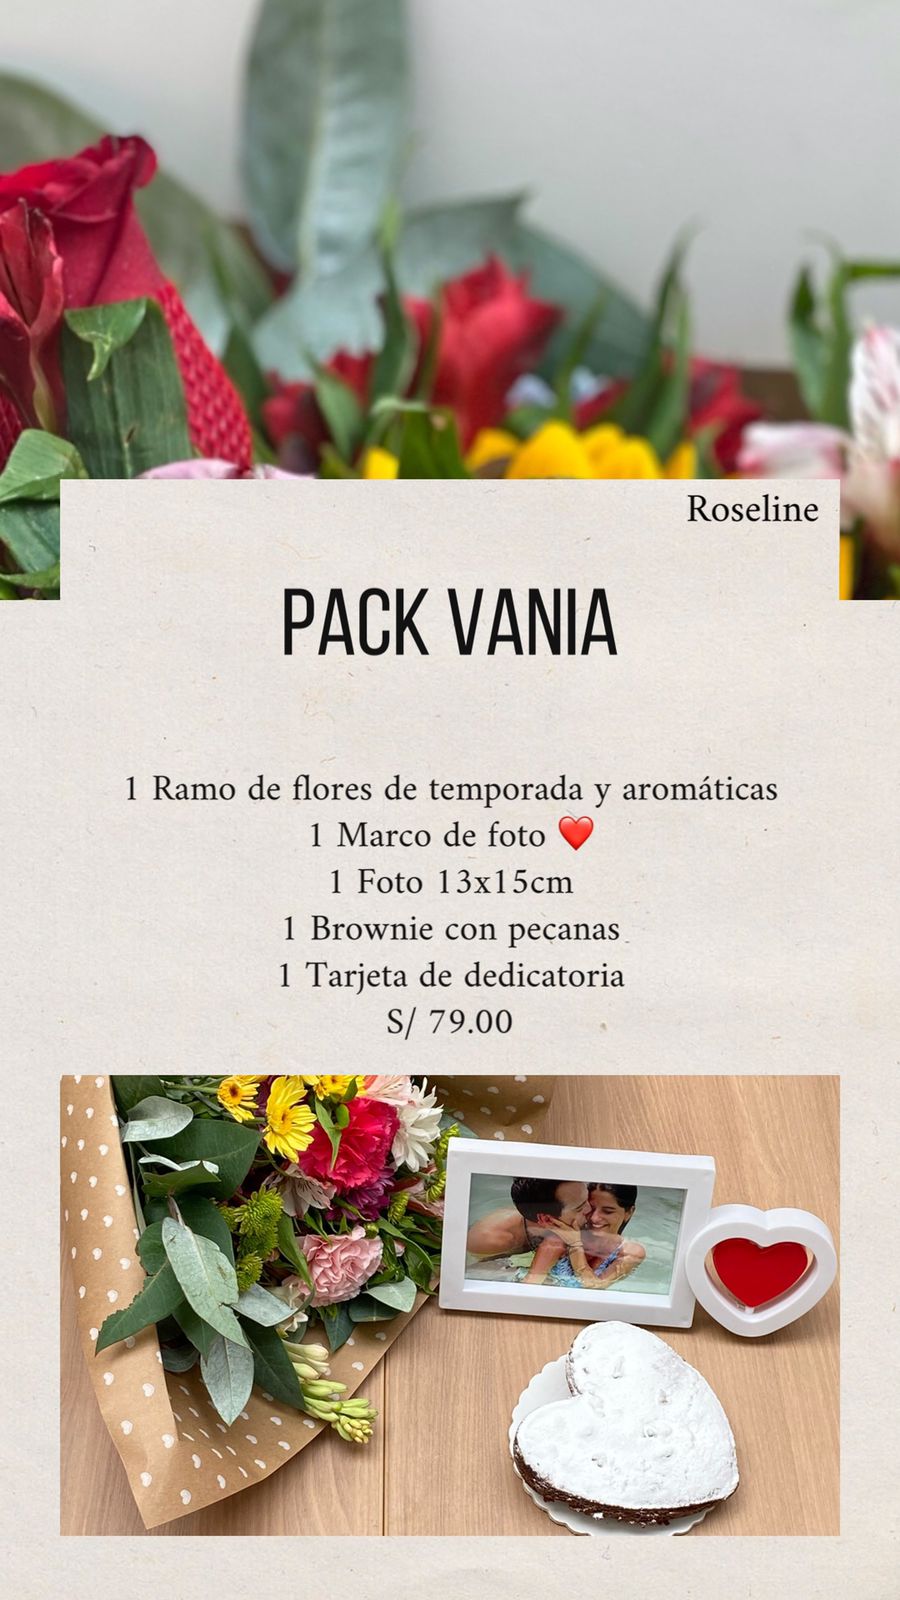 Roseline
PACK VANIA
1 Ramo de flores de temporada y aromáticas
1 Marco de foto ❤️
1 Foto 13x15cm
1 Brownie con pecanas
1 Tarjeta de dedicatoria
S/ 79.00